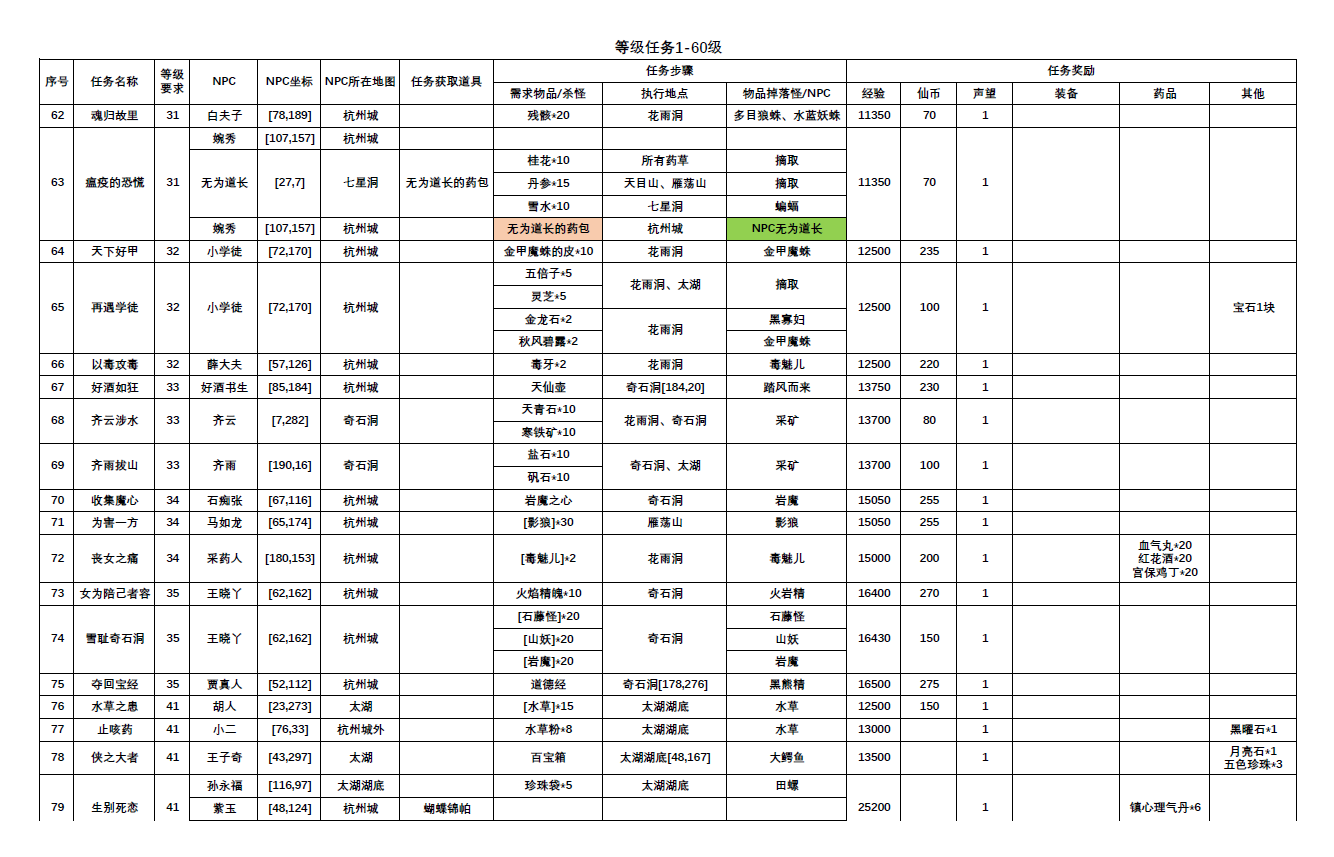 等级任务1-60级
序号 任务名称 等级要求 NPC NPC坐标 NPC所在地图 任务获取道具 任务步骤 任务奖励
需求物品/杀怪 执行地点 物品掉落怪/NPC 经验 仙币 声望 装备 药品 其他
62 魂归故里 31 白夫子 [78,189] 杭州城 残骸*20 花雨洞 多目狼蛛、水蓝妖蛛 11350 70 1
婉秀 [107,157] 杭州城
63 瘟疫的恐慌 31 无为道长 [27,7] 七星洞 无为道长的药包 桂花*10 所有药草 摘取 11350 70 1
丹参*15 天目山、雁荡山 摘取
雪水*10 七星洞 蝙蝠
婉秀 [107,157] 杭州城 无为道长的药包 杭州城 NPC无为道长
64 天下好甲 32 小学徒 [72,170] 杭州城 金甲魔蛛的皮*10 花雨洞 金甲魔蛛 12500 235 1
65 再遇学徒 32 小学徒 [72,170] 杭州城 五倍子*5 花雨洞、太湖 摘取 12500 100 1 宝石1块
灵芝*5
金龙石*2 花雨洞 黑寡妇
秋风碧露*2 金甲魔蛛
66 以毒攻毒 32 薛大夫 [57,126] 杭州城 毒牙*2 花雨洞 毒魅儿 12500 220 1
67 好酒如狂 33 好酒书生 [85,184] 杭州城 天仙壶 奇石洞[184,20] 踏风而来 13750 230 1
68 齐云涉水 33 齐云 [7,282] 奇石洞 天青石*10 花雨洞、奇石洞 采矿 13700 80 1
寒铁矿*10
69 齐雨拔山 33 齐雨 [190,16] 奇石洞 盐石*10 奇石洞、太湖 采矿 13700 100 1
矾石*10
70 收集魔心 34 石痴张 [67,116] 杭州城 岩魔之心 奇石洞 岩魔 15050 255 1
71 为害一方 34 马如龙 [65,174] 杭州城 [影狼]*30 雁荡山 影狼 15050 255 1
72 丧女之痛 34 采药人 [180,153] 杭州城 [毒魅儿]*2 花雨洞 毒魅儿 15000 200 1 血气丸*20
红花酒*20
宫保鸡丁*20
73 女为陪己者容 35 王晓丫 [62,162] 杭州城 火焰精魄*10 奇石洞 火岩精 16400 270 1
74 雪耻奇石洞 35 王晓丫 [62,162] 杭州城 [石藤怪]*20 奇石洞 石藤怪 16430 150 1
[山妖]*20 山妖
[岩魔]*20 岩魔
75 夺回宝经 35 贾真人 [52,112] 杭州城 道德经 奇石洞[178,276] 黑熊精 16500 275 1
76 水草之患 41 胡人 [23,273] 太湖 [水草]*15 太湖湖底 水草 12500 150 1
77 止咳药 41 小二 [76,33] 杭州城外 水草粉*8 太湖湖底 水草 13000 1 黑曜石*1
78 侠之大者 41 王子奇 [43,297] 太湖 百宝箱 太湖湖底[48,167] 大鳄鱼 13500 1 月亮石*1
五色珍珠*3
79 生别死恋 41 孙永福 [116,97] 太湖湖底 珍珠袋*5 太湖湖底 田螺 25200 1 镇心理气丹*6
紫玉 [48,124] 杭州城 蝴蝶锦帕